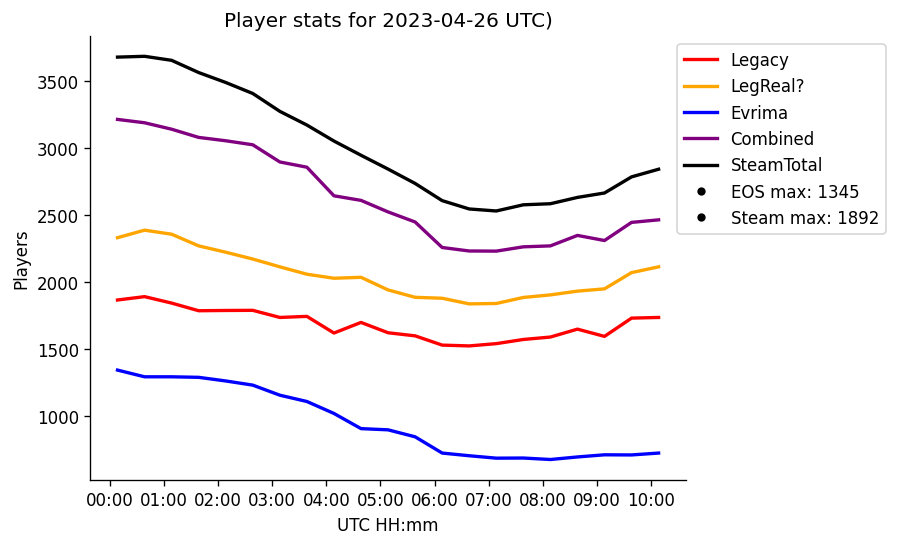 Player stats for 2023-04-26 UTC)
Legacy
LegReal?
Evrima
Combined
SteamTotal
EOS max: 1345
Steam max: 1892
Players
3500
3000
2500
2000
1500
1000
00:00 01:00 02:00 03:00 04:00 05:00 06:00 07:00 08:00 09:00 10:00
UTC HH:mm